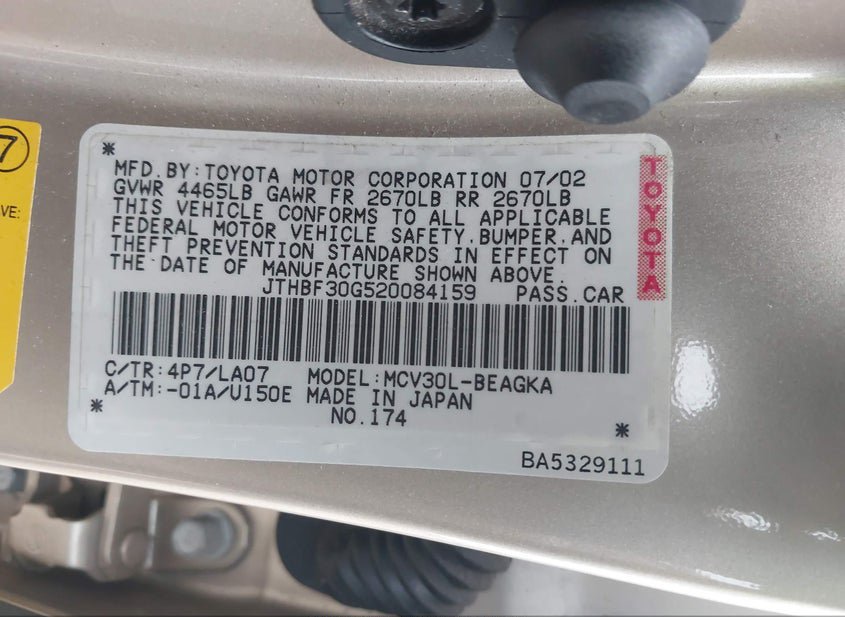 7
VE:
*
MFD.BY:TOYOTA MOTOR CORPORATION 07/02
GVWR 4465LB GAWR FR 2670LB RR 2670LB
THIS VEHICLE CONFORMS TO ALL APPLICABLE
FEDERAL MOTOR VEHICLE SAFETY,BUMPER,AND
THEFT PREVENTION STANDARDS IN EFFECT ON
THE DATE OF MANUFACTURE SHOWN ABOVE.
JTHBF30G520084159 PASS.CAR
TOYOTA
C/TR:4P7/LA07 MODEL:MCV30L-BEAGKA
A/TM:-01A/U150E MADE IN JAPAN
* NO.174 *
BA5329111